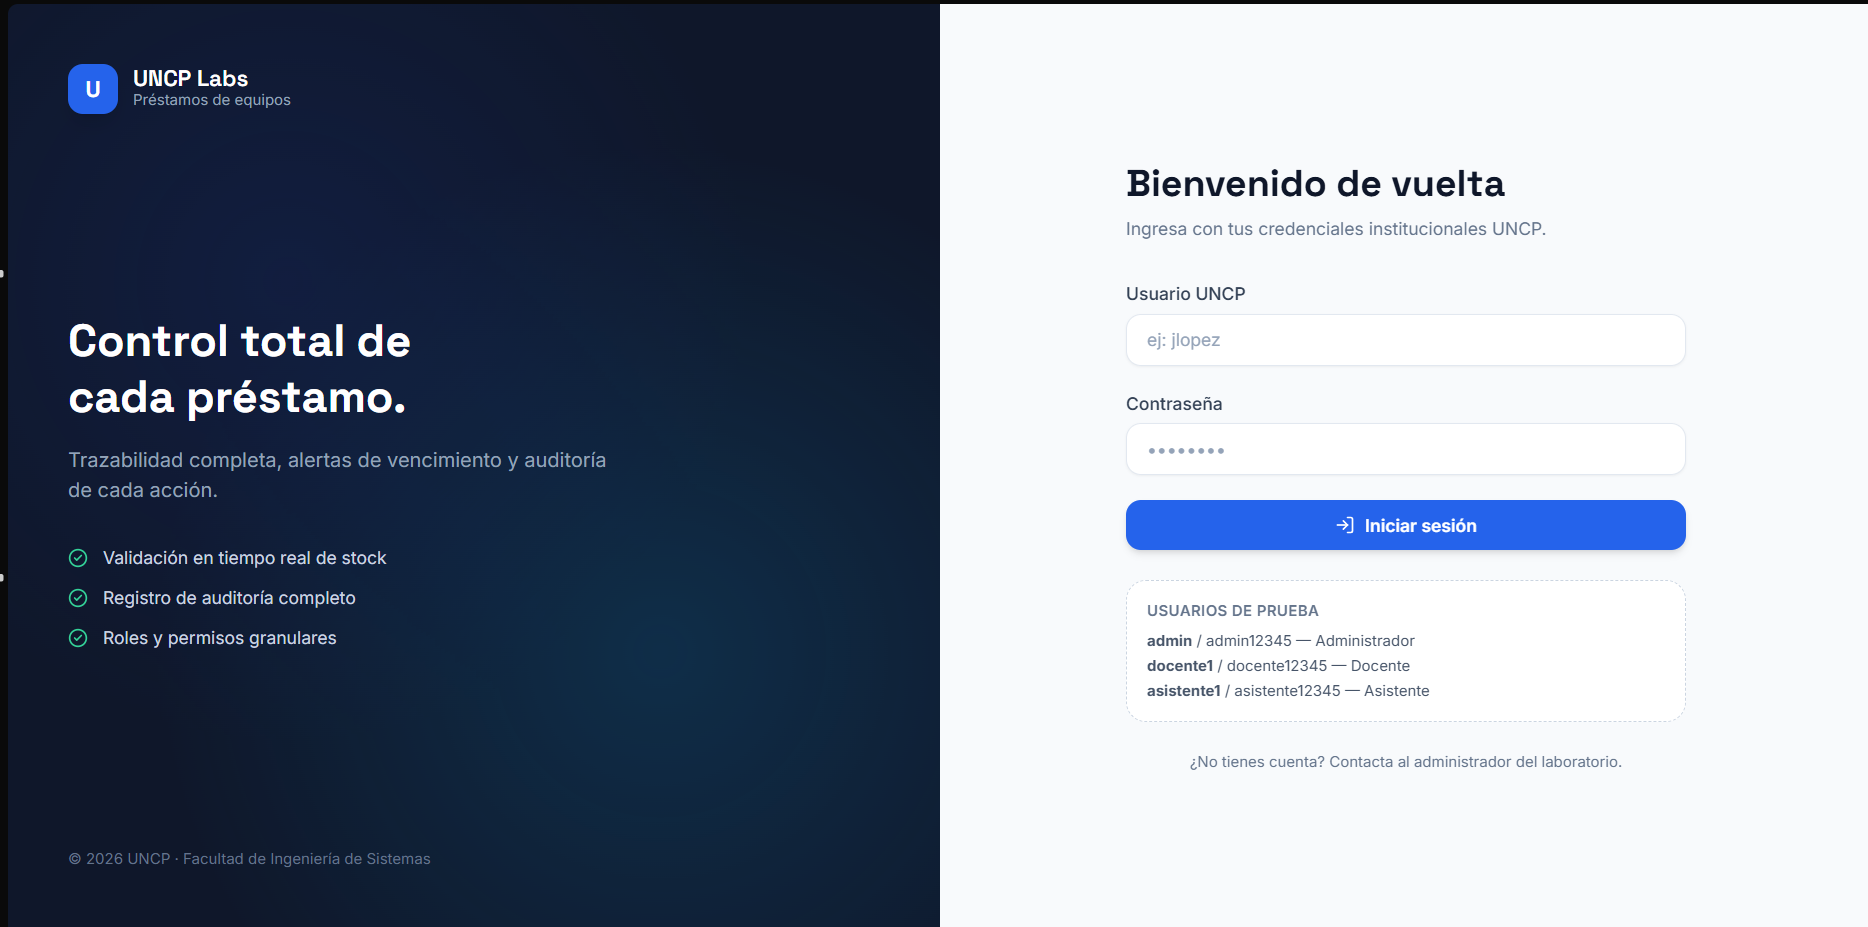 U
UNCP Labs
Préstamos de equipos
Control total de
cada préstamo.
Trazabilidad completa, alertas de vencimiento y auditoría
de cada acción.
Validación en tiempo real de stock
Registro de auditoría completo
Roles y permisos granulares
© 2026 UNCP · Facultad de Ingeniería de Sistemas
Bienvenido de vuelta
Ingresa con tus credenciales institucionales UNCP.
Usuario UNCP
ej: jlopez
Contraseña
••••••••
Iniciar sesión
USUARIOS DE PRUEBA
admin / admin12345 — Administrador
docente1 / docente12345 — Docente
asistente1 / asistente12345 — Asistente
¿No tienes cuenta? Contacta al administrador del laboratorio.